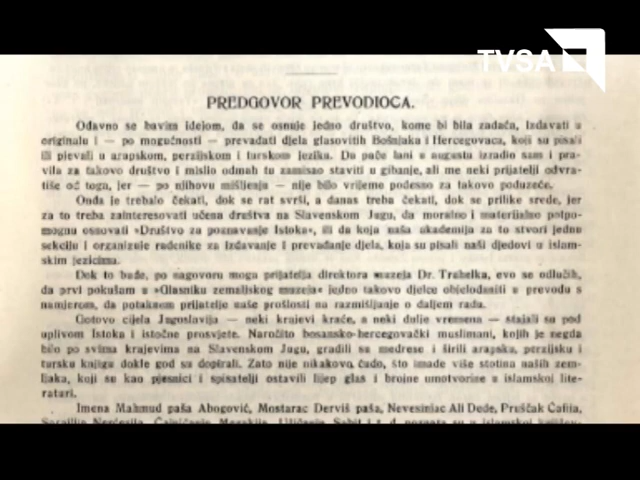 TVSA
PREDGOVOR PREVODIOCA.
Odavno se bavim idejom, da se osnuje jedno društvo, kome bi bila zadaća, izdavati u
originalu i — po mogućnosti — prevađati djela glasovitih Bošnjaka i Hercegovaca, koji su pisali
ili pjevali u arapskom, perzijskom i turskom jeziku. Da pače lani u augustu izradio sam i pra-
vila za takovo društvo i mislio odmah tu zamisao staviti u gibanje, ali me neki prijatelji odvra-
tiše od toga, jer — po njihovu mišljenju — nije bilo vrijeme podesno za takovo poduzeće.
Onda je trebalo čekati, dok se rat svrši, a danas treba čekati, dok se prilike srede, jer
za to treba zainteresovati učena društva na Slavenskom Jugu, da moralno i materijalno potpo-
mognu osnovati »Društvo za poznavanje Istoka«, ili da koja naša akademija za to stvori jednu
sekciju i organizuje radenike za izdavanje i prevađanje djela, koja su pisali naši djedovi u islam-
skim jezicima.
Dok to bude, po nagovoru moga prijatelja direktora muzeja Dr. Truhelka, evo se odlučih,
da prvi pokušam u »Glasniku zemaljskog muzeja« jedno takovo djelce objelodaniti u prevodu s
namjerom, da potaknem prijatelje naše prošlosti na razmišljanje o daljem radu.
Gotovo cijela Jugoslavija — neki krajevi kraće, a neki dulje vremena — stajali su pod
uplivom Istoka i istočne prosvjete. Naročito bosansko-hercegovački muslimani, kojih je negda
bilo po svima krajevima na Slavenskom Jugu, gradili su medrese i širili arapsku, perzijsku i
tursku knjigu dokle god su dopirali. Zato nije nikakovo čudo, što imade više stotina naših zem-
ljaka, koji su kao pjesnici i spisatelji ostavili lijep glas i brojne umotvorine u islamskoj lite-
ratari.
Imena Mahmud paša Abogović, Mostarac Derviš paša, Nevesinjac Ali Dede, Pruščak Ćafija,